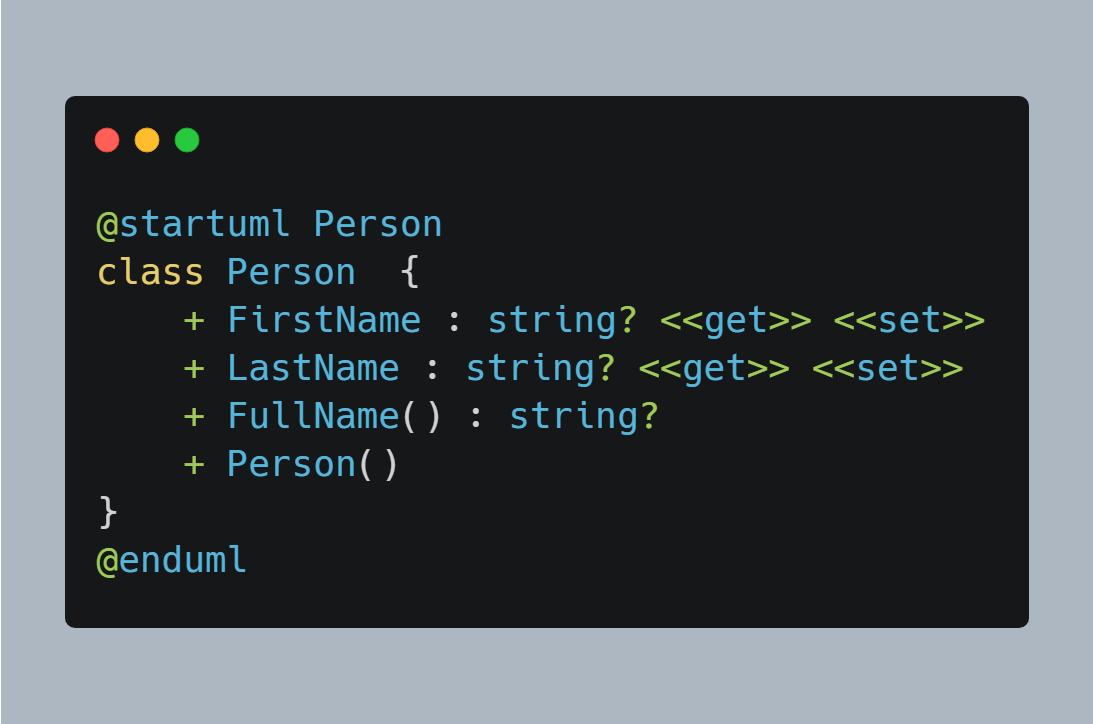 @startuml Person
class Person  {
    + FirstName : string? <<get>> <<set>>
    + LastName : string? <<get>> <<set>>
    + FullName() : string?
    + Person()
}
@enduml